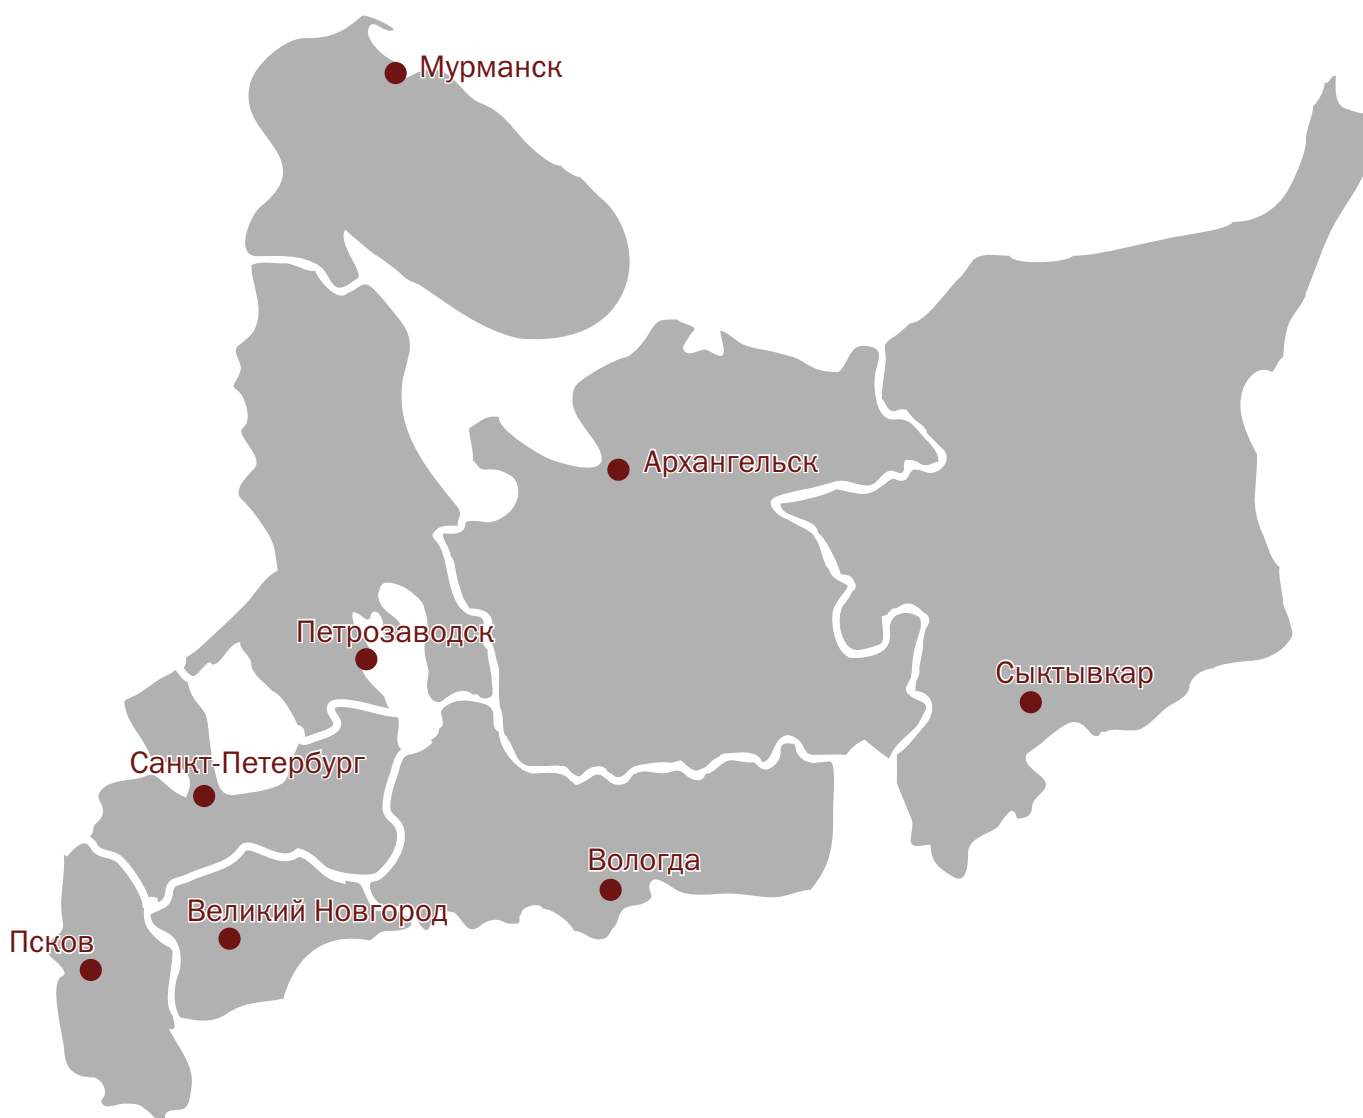 Мурманск
Архангельск
Петрозаводск
Сыктывкар
Санкт-Петербург
Вологда
Великий Новгород
Псков